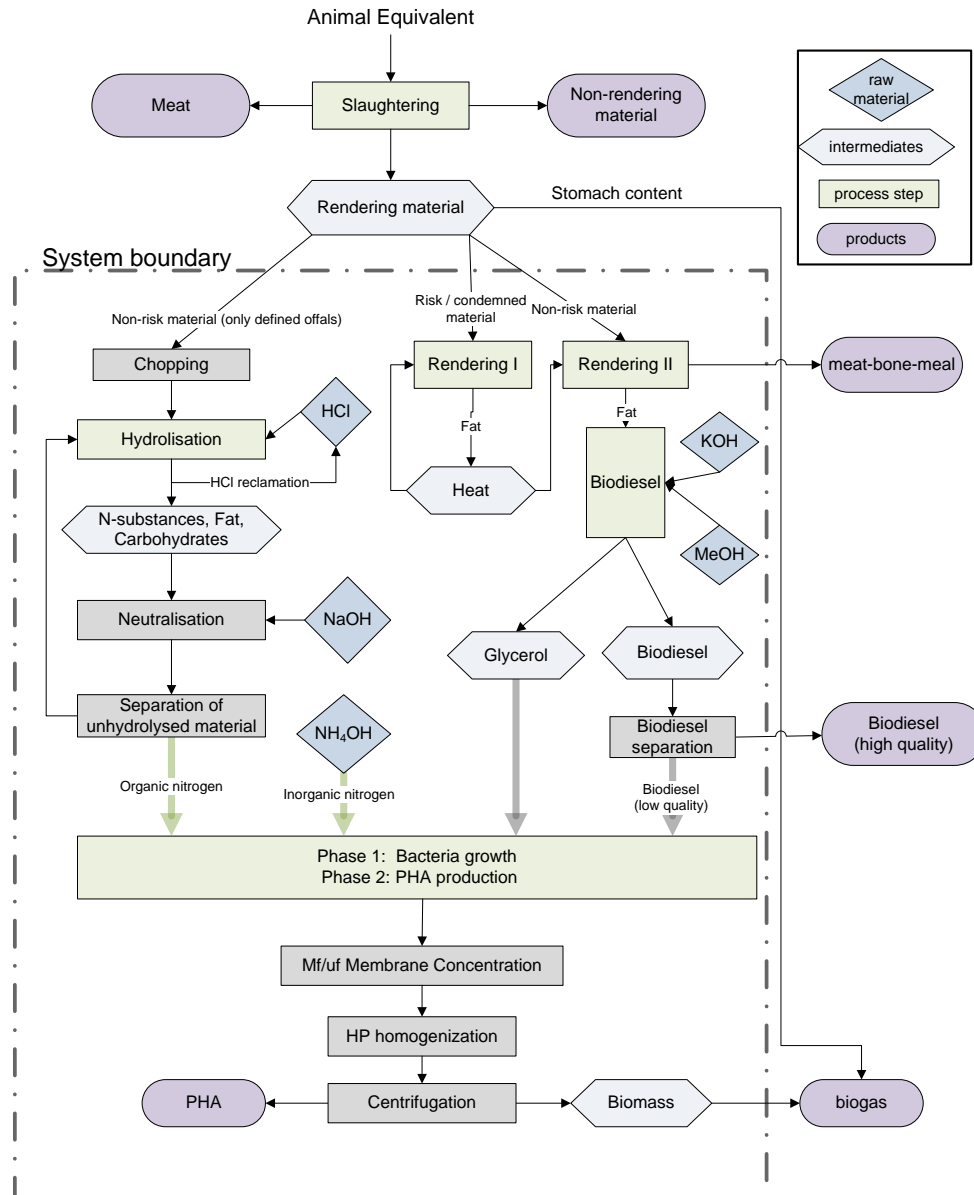 Animal Equivalent
Meat
Slaughtering
Non-rendering
material
raw
material
intermediates
process step
products
Rendering material
Stomach content
System boundary
Non-risk material (only defined offals)
Risk / condemned
material
Non-risk material
Chopping
Rendering I
Rendering II
meat-bone-meal
HCl
Fat
Fat
Hydrolisation
KOH
HCl reclamation
Heat
Biodiesel
N-substances, Fat,
Carbohydrates
MeOH
Neutralisation
NaOH
Glycerol
Biodiesel
Separation of
unhydrolysed material
NH4OH
Biodiesel
separation
Biodiesel
(high quality)
Organic nitrogen
Inorganic nitrogen
Biodiesel
(low quality)
Phase 1: Bacteria growth
Phase 2: PHA production
Mf/uf Membrane Concentration
HP homogenization
PHA
Centrifugation
Biomass
biogas